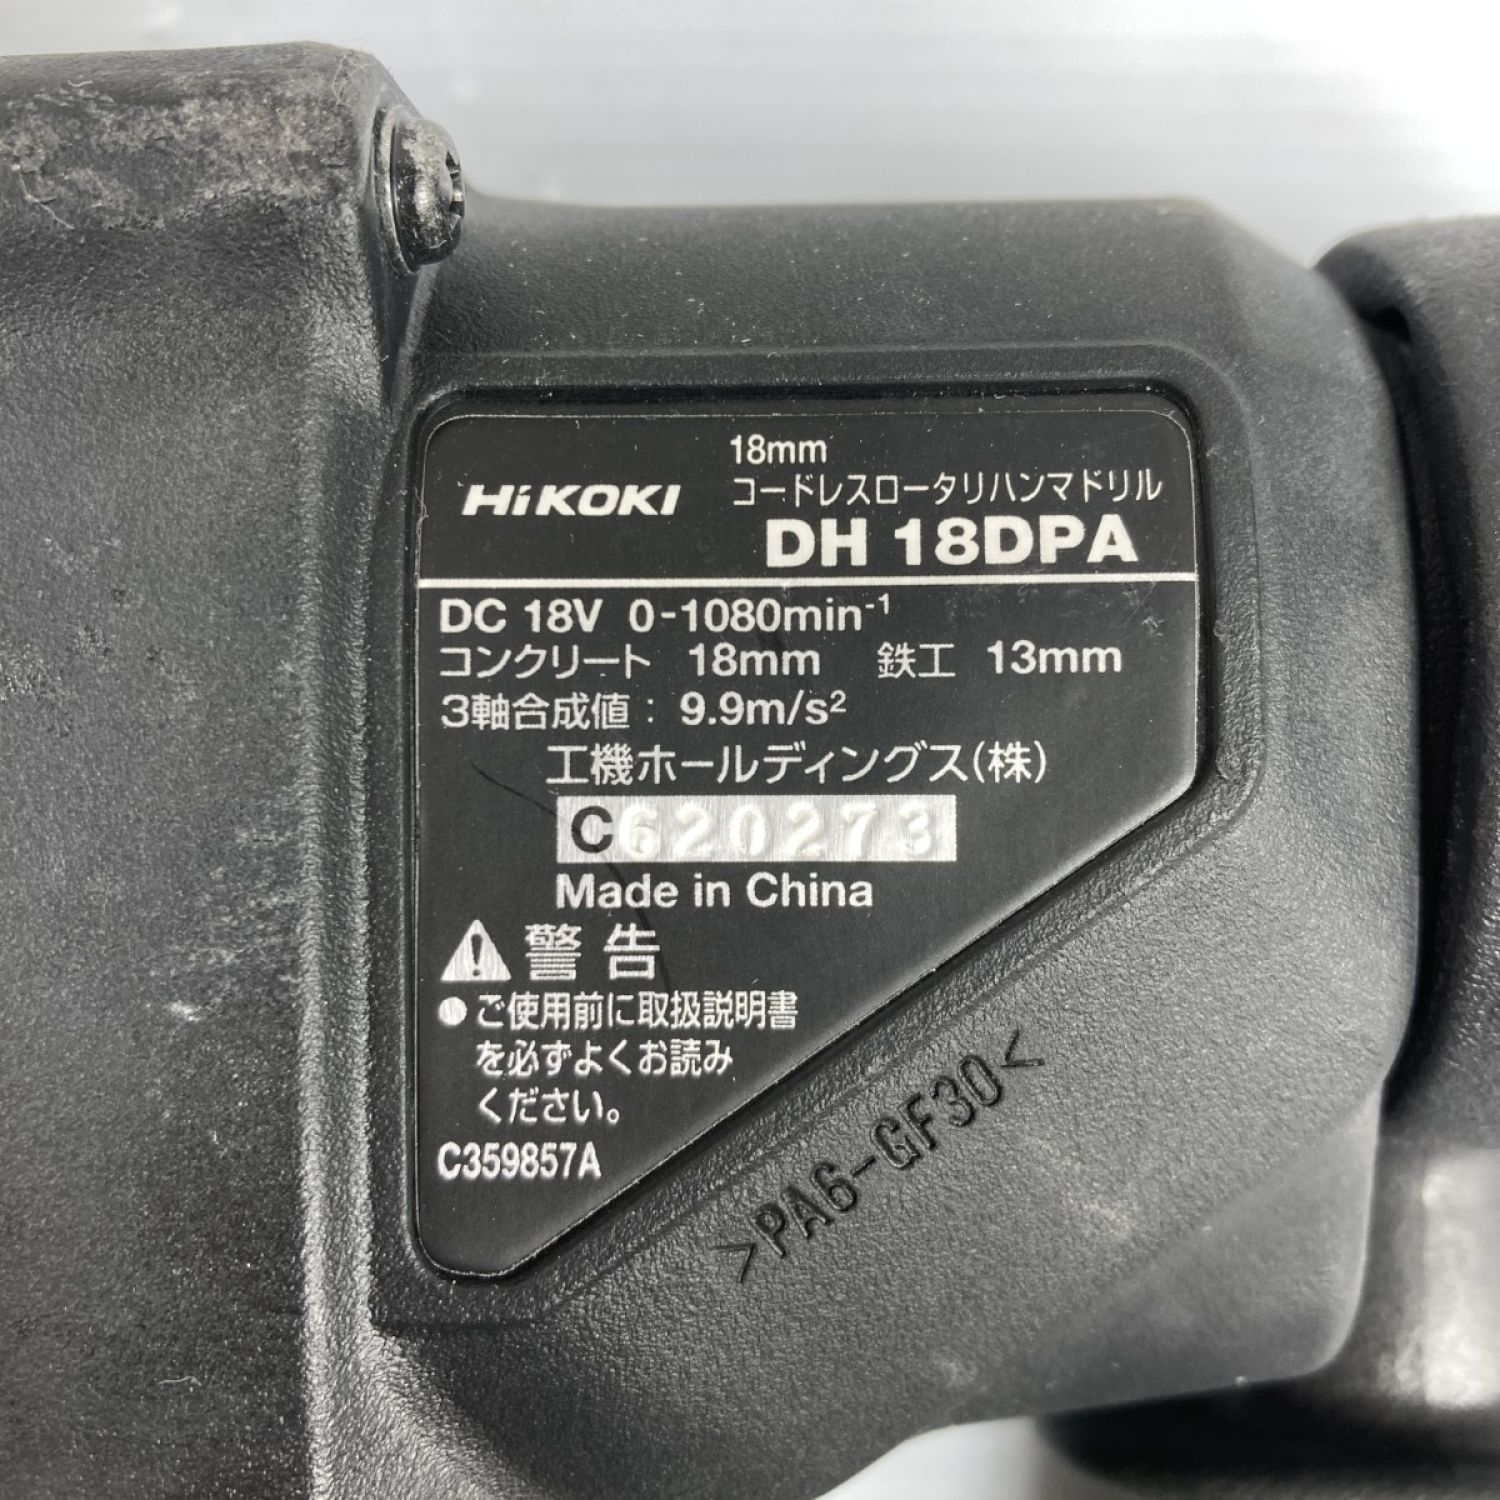 18mm
コードレスロータリハンマドリル
HiKOKI
DH 18DPA
DC 18V 0-1080min⁻¹
コンクリート 18mm 鉄工 13mm
3軸合成値: 9.9m/s²
工機ホールディングス(株)
C620273
Made in China
警告
●ご使用前に取扱説明書
を必ずよくお読み
ください。
C359857A
>PA6-GF30<